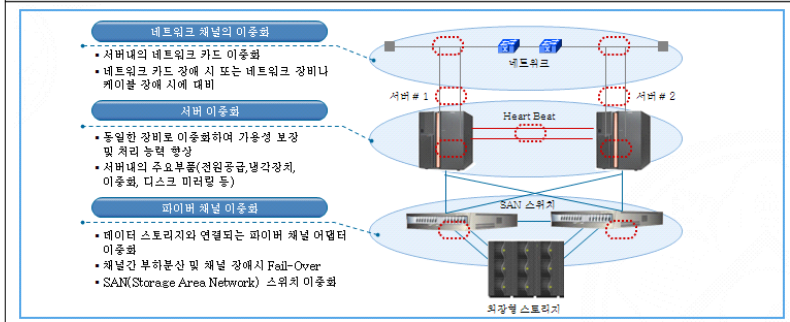 네트워크 채널의 이중화
▪ 서버내의 네트워크 카드 이중화
▪ 네트워크 카드 장애 시 또는 네트워크 장비나
케이블 장애 시에 대비
네트워크
서버 # 1
서버 # 2
서버 이중화
▪ 동일한 장비로 이중화하여 가용성 보장
및 처리 능력 향상
▪ 서버내의 주요부품(전원공급,냉각장치,
이중화, 디스크 미러링 등)
Heart Beat
파이버 채널 이중화
▪ 데이터 스토리지와 연결되는 파이버 채널 어댑터
이중화
▪ 채널간 부하분산 및 채널 장애시 Fail-Over
▪ SAN(Storage Area Network) 스위치 이중화
SAN 스위치
외장형 스토리지